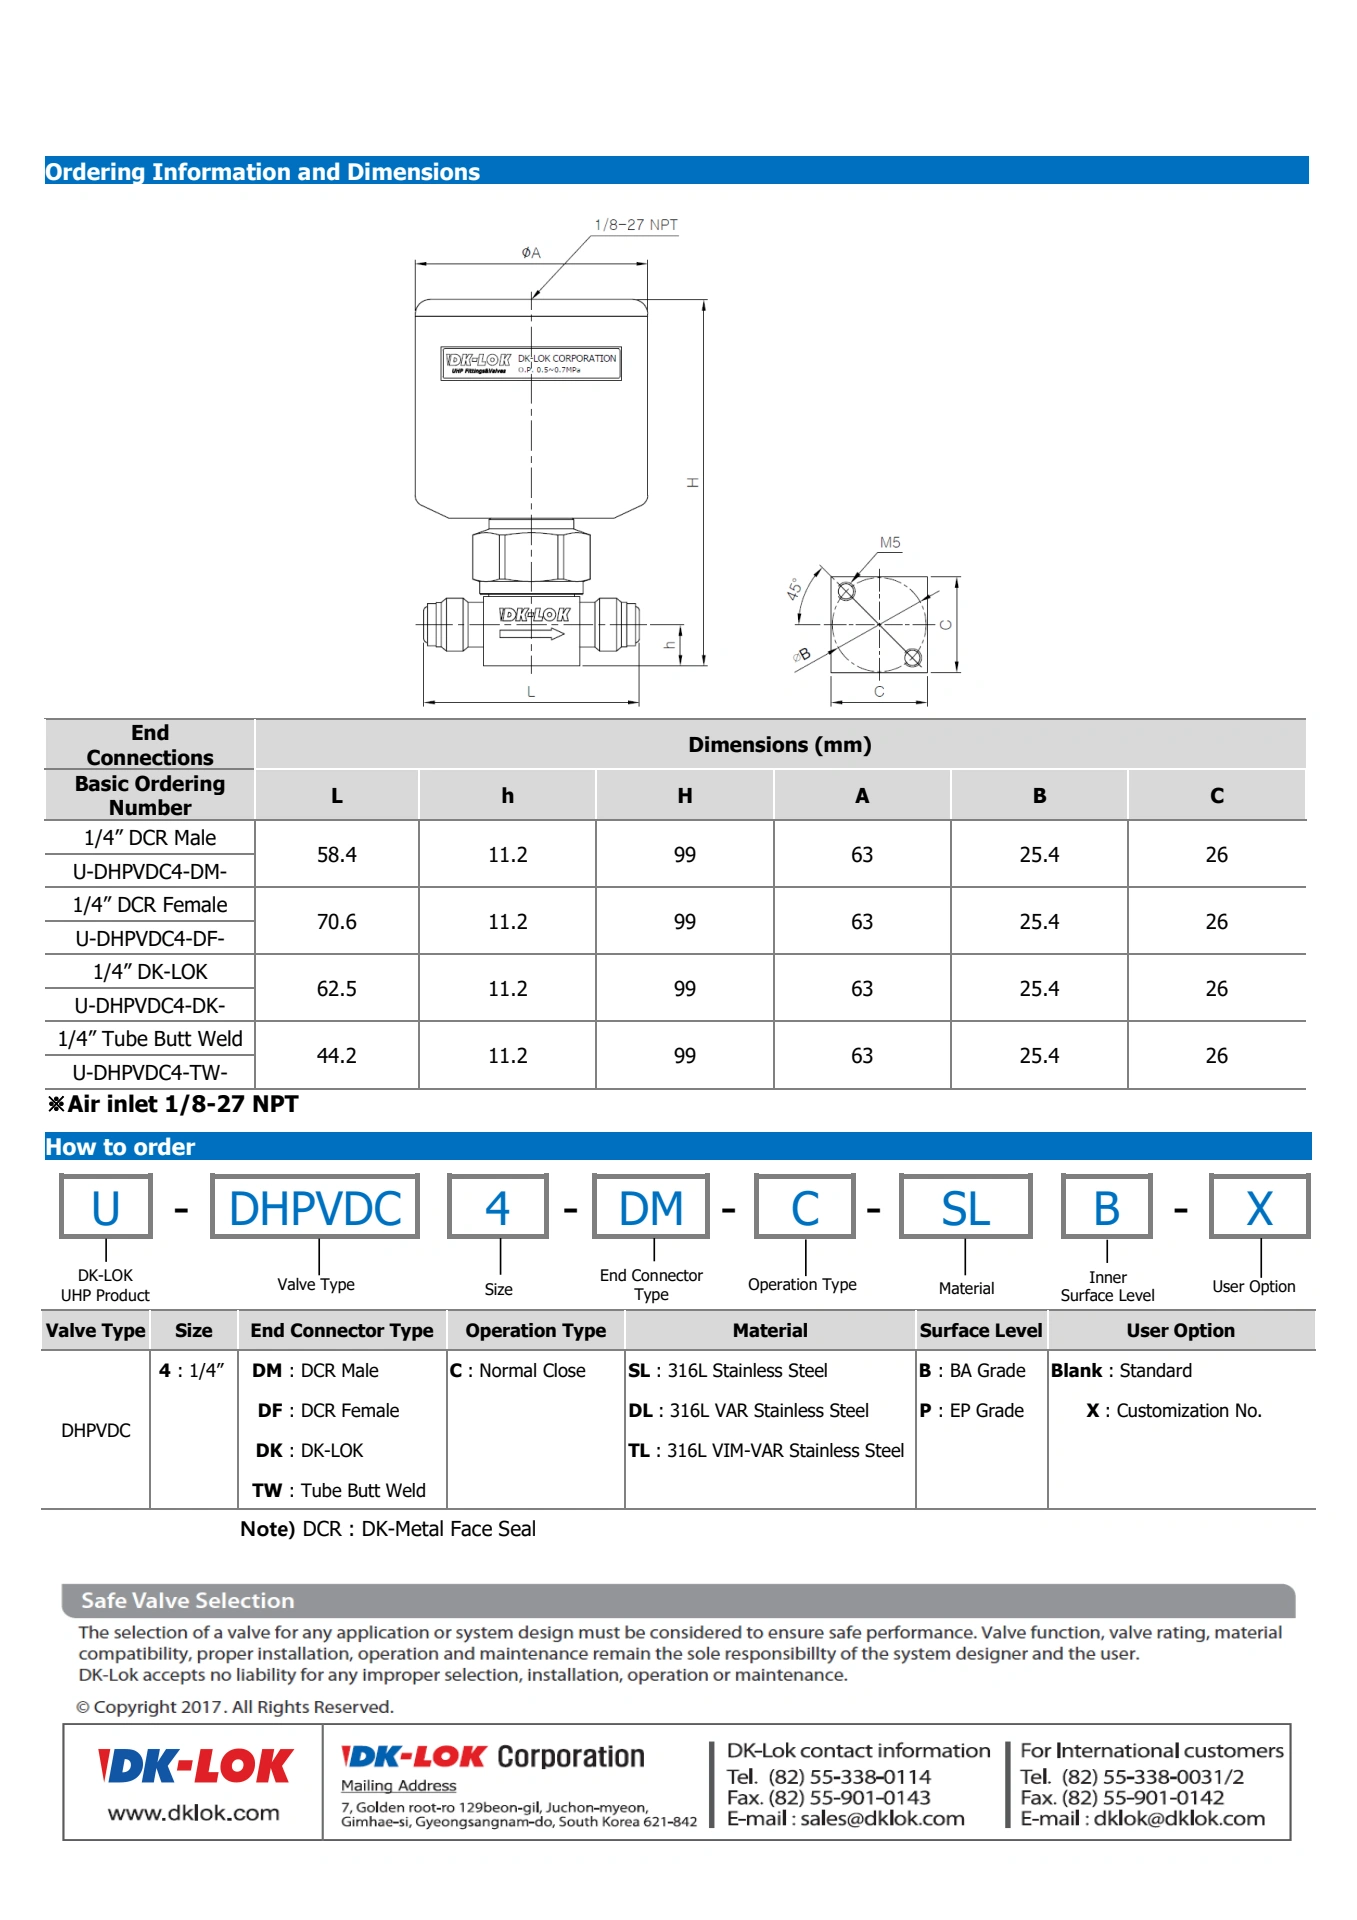 Ordering Information and Dimensions
1/8-27 NPT
ϕA
DK-LOK DK-LOK CORPORATION
UHP Fittings&Valves O.P. 0.5~0.7MPa
H
DK-LOK
h
L
M5
45°
⌀B
C
C
End Connections Dimensions (mm)
Basic Ordering Number L h H A B C
1/4” DCR Male
U-DHPVDC4-DM- 58.4 11.2 99 63 25.4 26
1/4” DCR Female
U-DHPVDC4-DF- 70.6 11.2 99 63 25.4 26
1/4” DK-LOK
U-DHPVDC4-DK- 62.5 11.2 99 63 25.4 26
1/4” Tube Butt Weld
U-DHPVDC4-TW- 44.2 11.2 99 63 25.4 26
※Air inlet 1/8-27 NPT
How to order
U - DHPVDC 4 - DM - C - SL B - X
DK-LOK UHP Product Valve Type Size End Connector Type Operation Type Material Inner Surface Level User Option
Valve Type Size End Connector Type Operation Type Material Surface Level User Option
4 : 1/4” DM : DCR Male C : Normal Close SL : 316L Stainless Steel B : BA Grade Blank : Standard
DF : DCR Female DL : 316L VAR Stainless Steel P : EP Grade X : Customization No.
DHPVDC
DK : DK-LOK TL : 316L VIM-VAR Stainless Steel
TW : Tube Butt Weld
Note) DCR : DK-Metal Face Seal
Safe Valve Selection
The selection of a valve for any application or system design must be considered to ensure safe performance. Valve function, valve rating, material
compatibility, proper installation, operation and maintenance remain the sole responsibillty of the system designer and the user.
DK-Lok accepts no liability for any improper selection, installation, operation or maintenance.
© Copyright 2017. All Rights Reserved.
DK-LOK
www.dklok.com
DK-LOK Corporation
Mailing Address
7, Golden root-ro 129beon-gil, Juchon-myeon,
Gimhae-si, Gyeongsangnam-do, South Korea 621-842
DK-Lok contact information
Tel. (82) 55-338-0114
Fax. (82) 55-901-0143
E-mail : sales@dklok.com
For International customers
Tel. (82) 55-338-0031/2
Fax. (82) 55-901-0142
E-mail : dklok@dklok.com